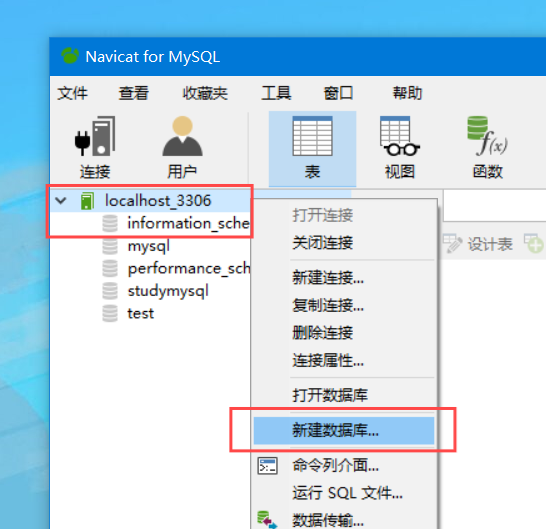 Navicat for MySQL
文件 查看 收藏夹 工具 窗口 帮助
f(x)
连接 用户 表 视图 函数
localhost_3306
information_sche
mysql
performance_sch
studymysql
test
打开连接
关闭连接
新建连接...
复制连接...
删除连接
连接属性...
打开数据库
新建数据库...
命令列介面...
运行 SQL 文件...
数据传输...
设计表